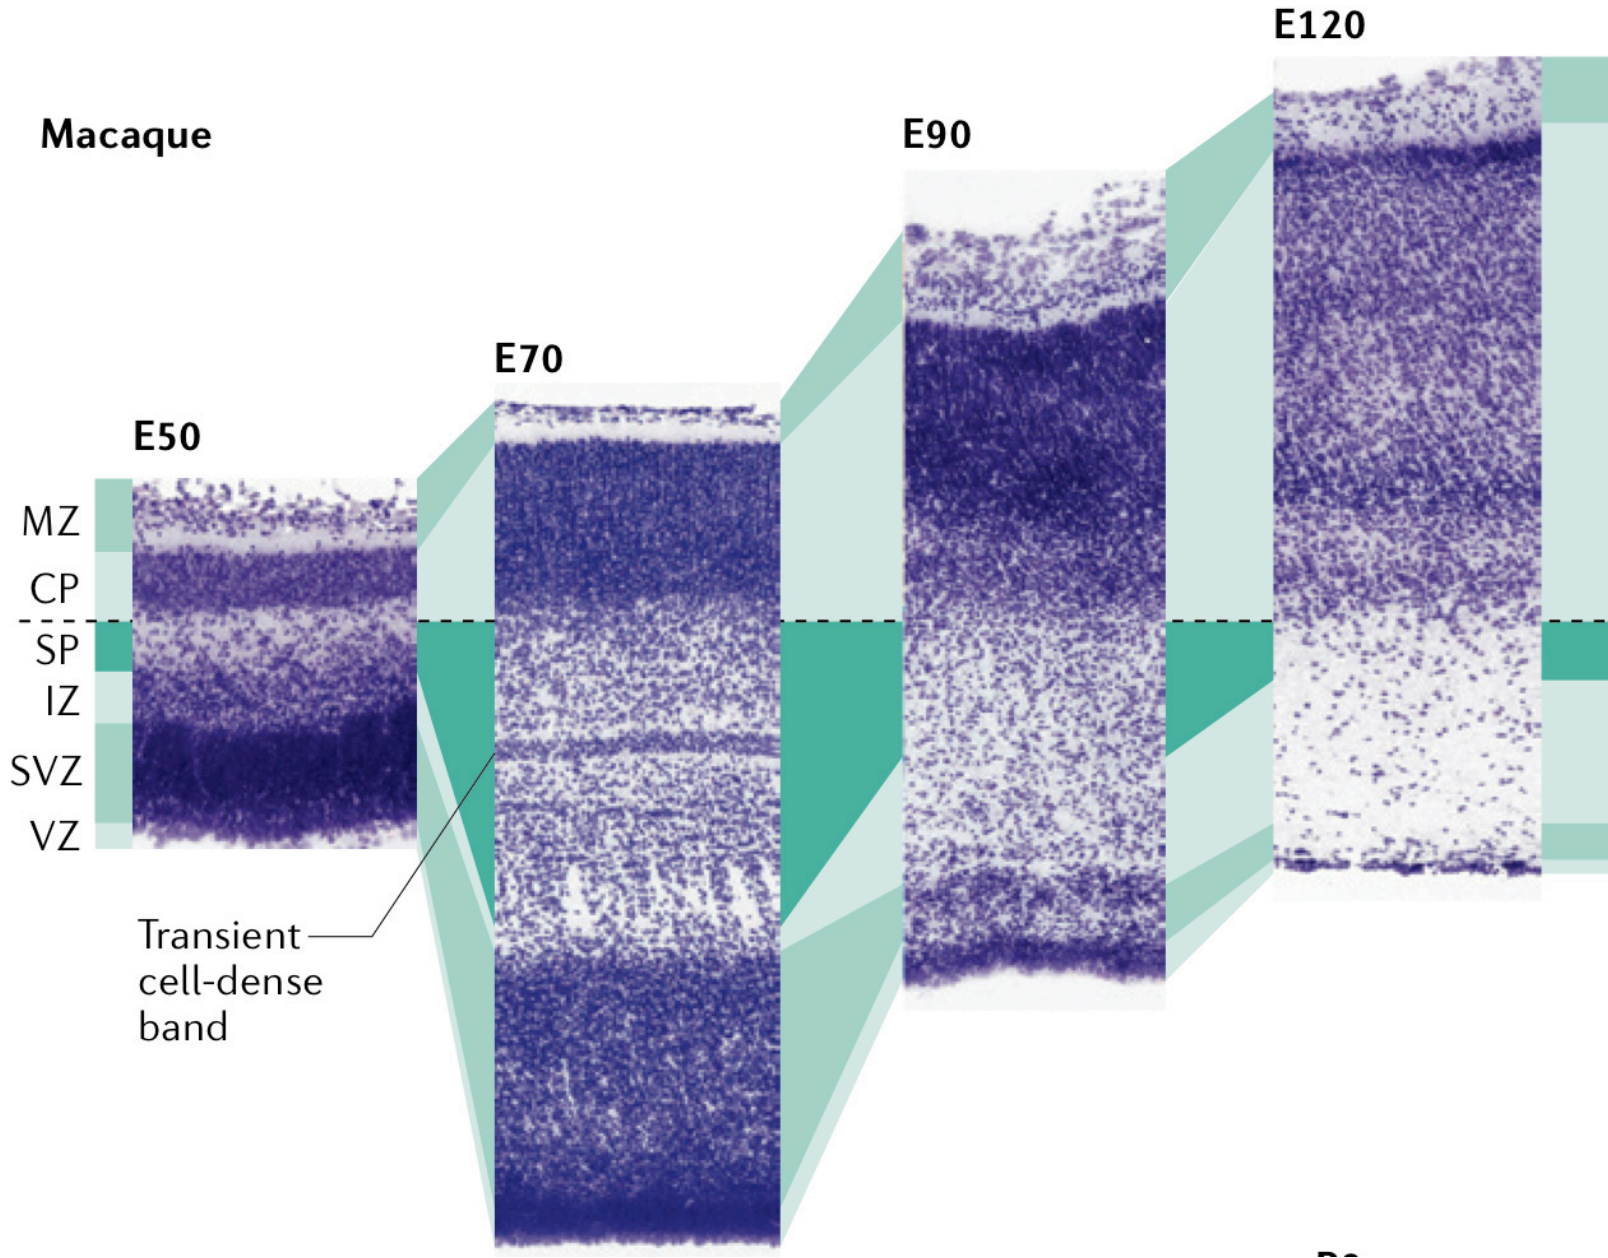 E120
Macaque
E90
E70
E50
MZ
CP
SP
IZ
SVZ
VZ
Transient
cell-dense
band